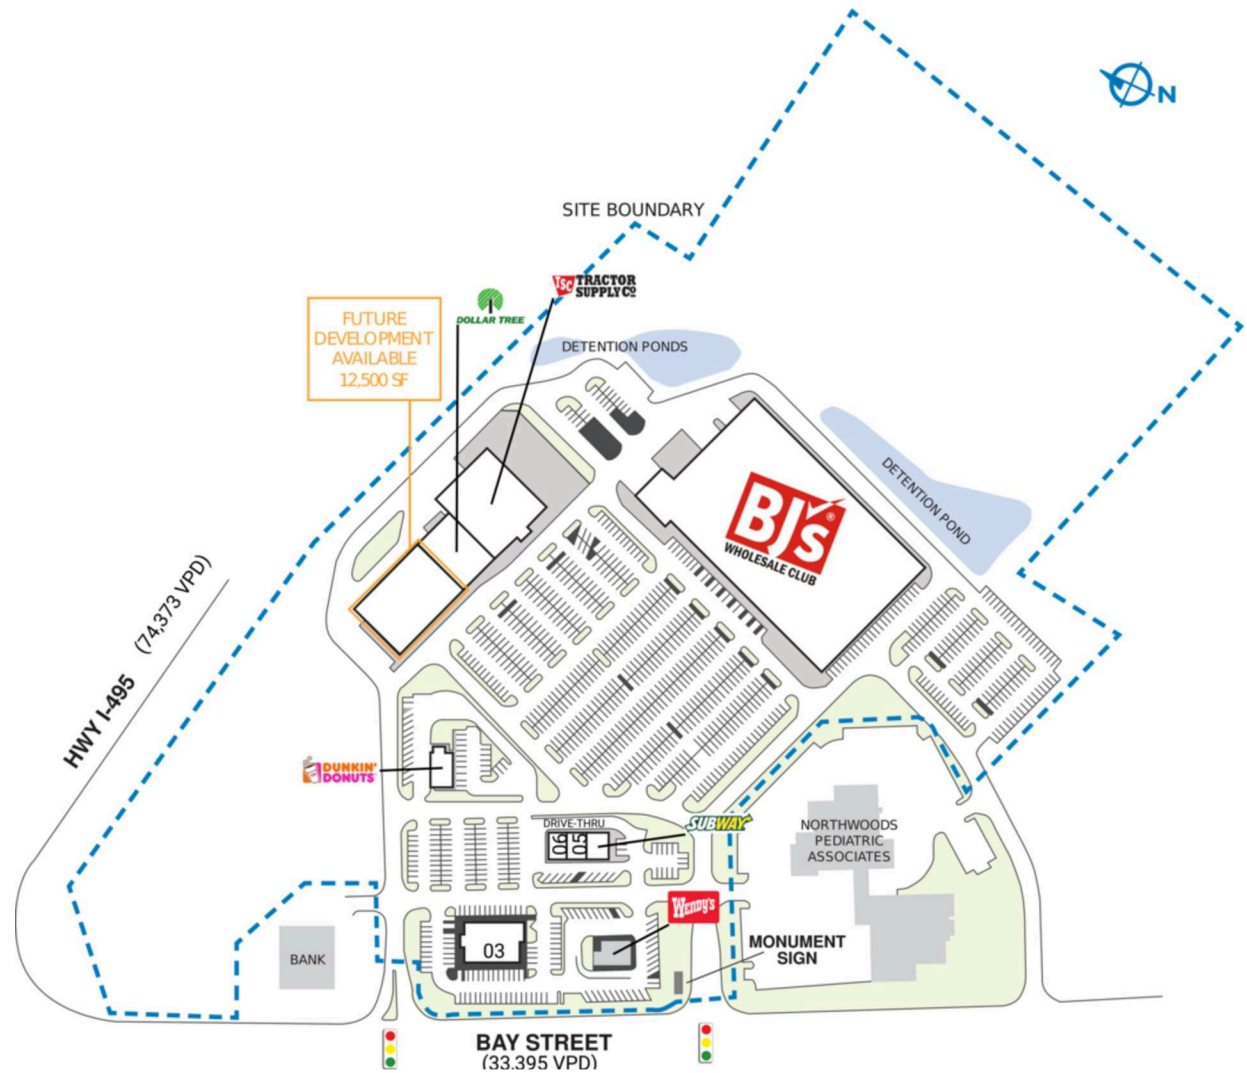 N
SITE BOUNDARY
TSC TRACTOR
SUPPLY CO
DOLLAR TREE
FUTURE
DEVELOPMENT
AVAILABLE
12,500 SF
DETENTION PONDS
DETENTION POND
BJ's
®
WHOLESALE CLUB
HWY I-495 (74,373 VPD)
DUNKIN'
DONUTS
DRIVE-THRU
SUBWAY
06
05
NORTHWOODS
PEDIATRIC
ASSOCIATES
WENDY'S
03
BANK
MONUMENT
SIGN
BAY STREET
(33,395 VPD)